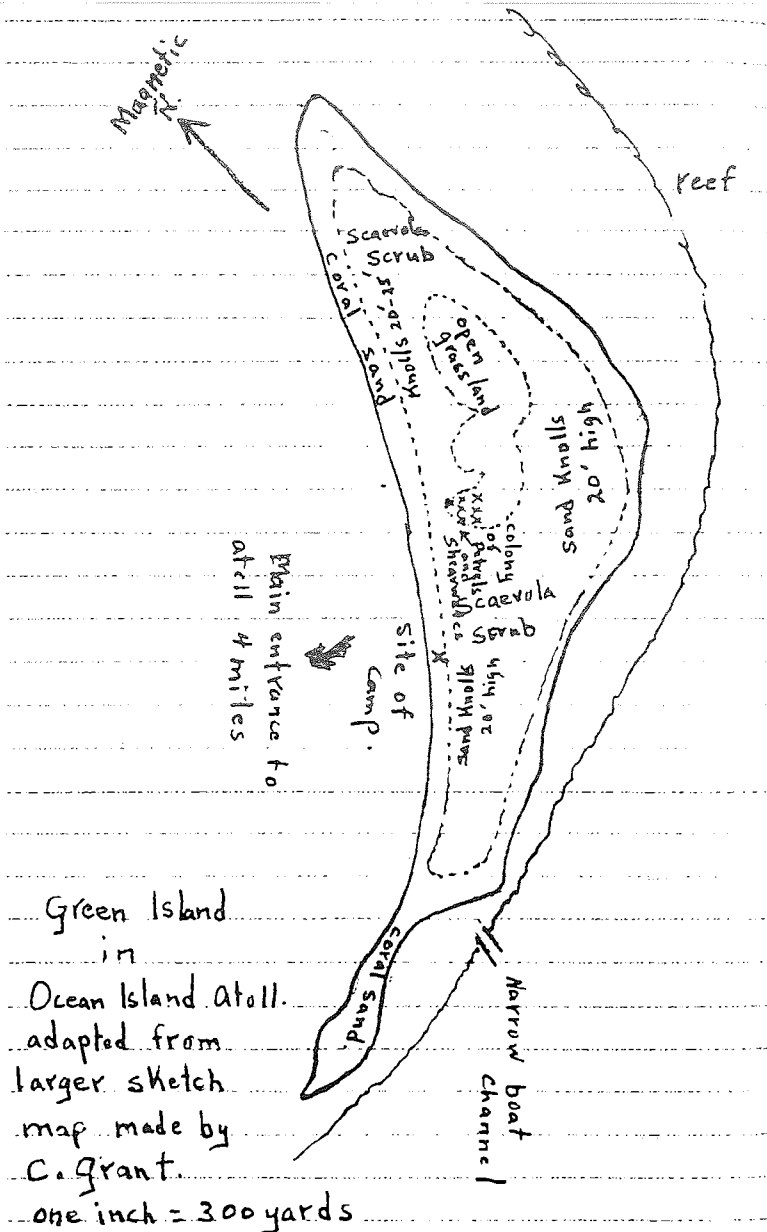 Magnetic
N.
reef
Scaevola
Scrub
coral sand
Knolls 20'-25'
open
grassland
Sand Knolls
20' high
colony
of
Petrels
and
Shearwaters
Scaevola
Scrub
Sand Knolls
20' high
Site of
Camp.
Main entrance to
atoll 4 miles
coral sand
Narrow boat
channel
Green Island
in
Ocean Island Atoll.
adapted from
larger sketch
map made by
C. Grant.
one inch = 300 yards